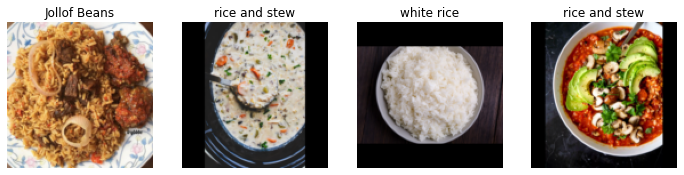 Jollof Beans
rice and stew
white rice
rice and stew